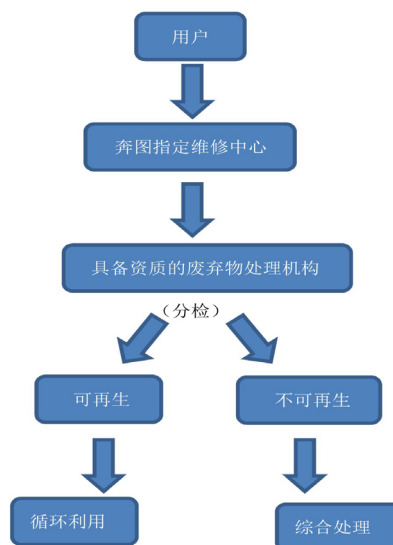 用户
奔图指定维修中心
具备资质的废弃物处理机构
（分检）
可再生
不可再生
循环利用
综合处理